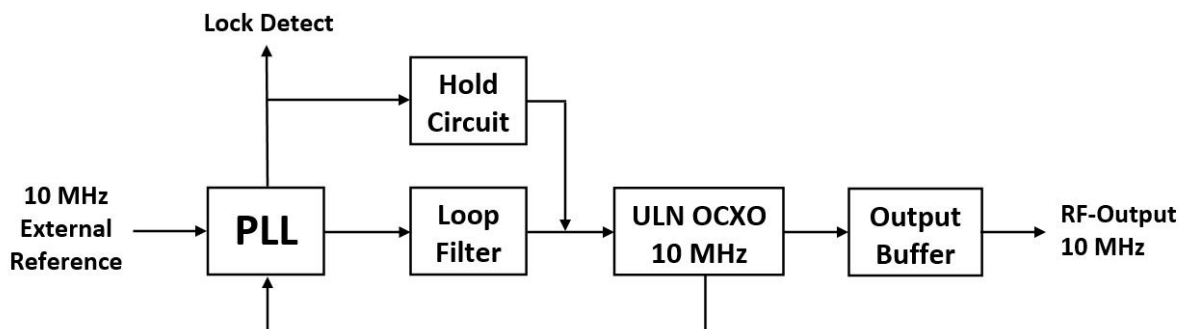 Lock Detect
Hold
Circuit
10 MHz
External
Reference
PLL
Loop
Filter
ULN OCXO
10 MHz
Output
Buffer
RF-Output
10 MHz